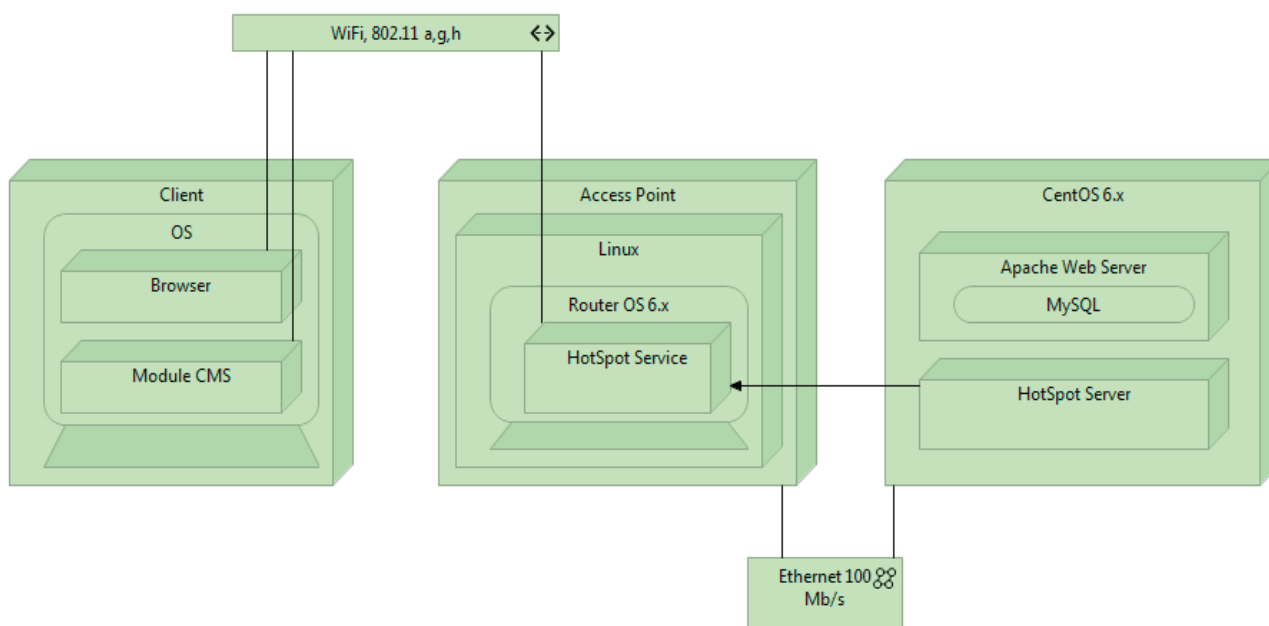 WiFi, 802.11 a,g,h
Client
OS
Browser
Module CMS
Access Point
Linux
Router OS 6.x
HotSpot Service
CentOS 6.x
Apache Web Server
MySQL
HotSpot Server
Ethernet 100
Mb/s